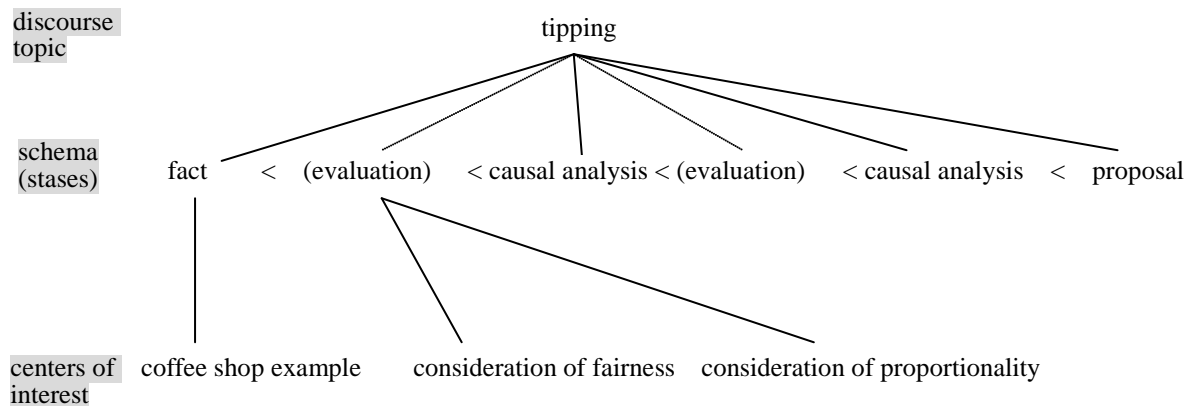 discourse
topic
tipping
schema
(stases)
fact < (evaluation) < causal analysis < (evaluation) < causal analysis < proposal
centers of
interest
coffee shop example consideration of fairness consideration of proportionality